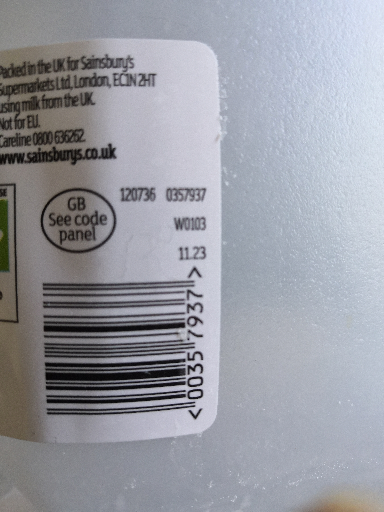 Packed in the UK for Sainsbury's
Supermarkets Ltd, London, EC1N 2HT
using milk from the UK.
Not for EU.
Careline 0800 636262
www.sainsburys.co.uk
GB
See code
panel
120736 0357937
W0103
11.23
<0035 7937>